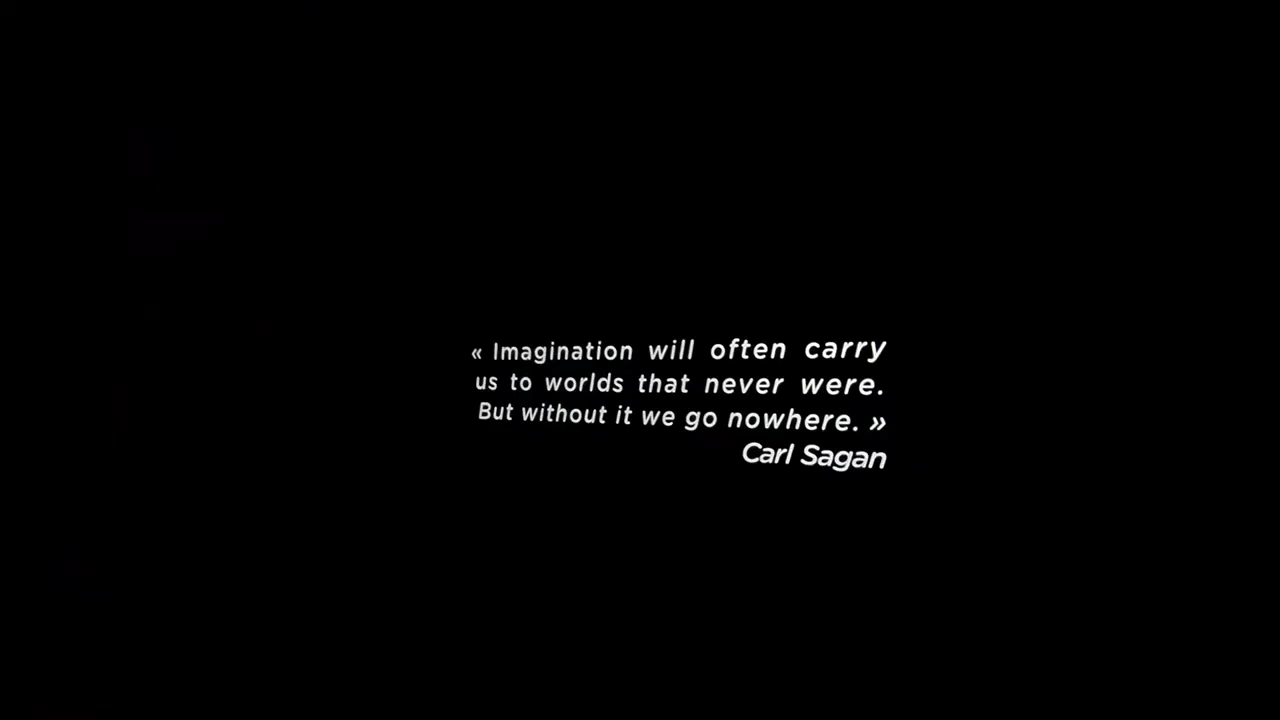 « Imagination will often carry
us to worlds that never were.
But without it we go nowhere. »
Carl Sagan